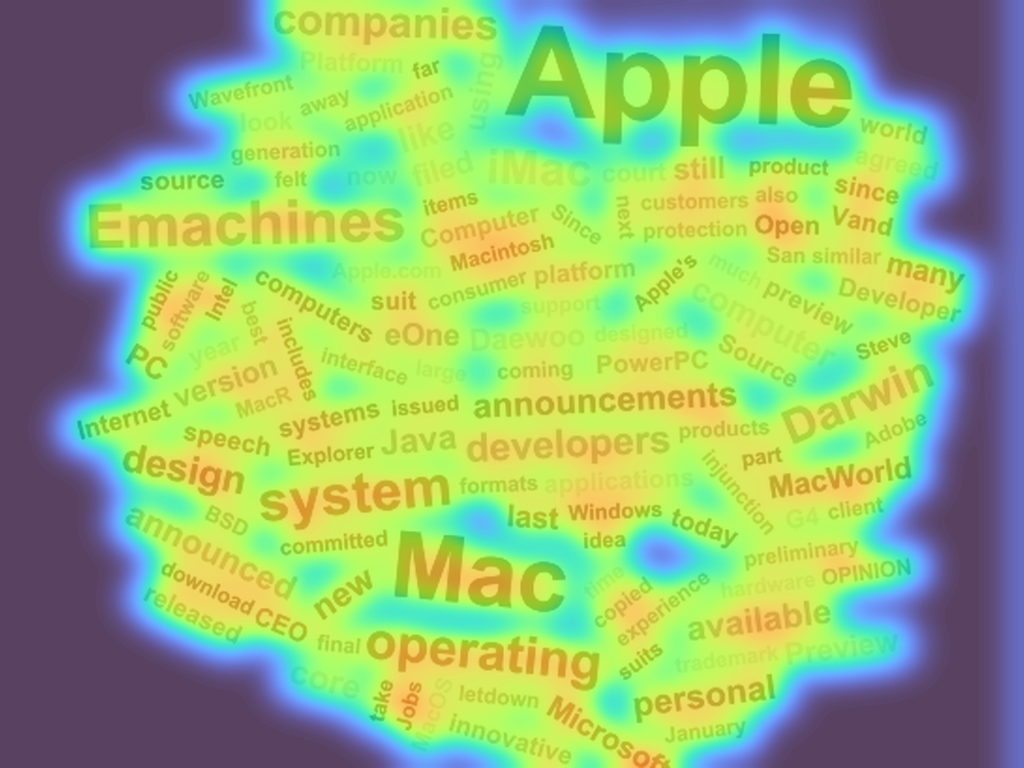 companies
Apple
Platform
far
using
Wavefront
away
application
look
like
world
generation
filed
iMac
court
still
product
agreed
source
felt
now
items
since
Emachines
Computer
Since
next
customers
also
Macintosh
protection
Open
Vand
Apple.com
consumer
platform
Apple's
much
San
similar
many
public
software
Intel
computers
suit
support
computer
preview
Developer
best
eOne
Daewoo
designed
Steve
PC
year
includes
interface
large
coming
PowerPC
Source
Internet
version
MacR
systems
issued
announcements
Darwin
speech
Explorer
Java
developers
products
Adobe
design
part
system
formats
applications
injunction
MacWorld
announced
BSD
last
Windows
today
G4
client
committed
idea
Mac
preliminary
download
new
time
copied
experience
hardware
OPINION
released
CEO
final
operating
available
suits
trademark
Preview
core
take
Jobs
MacOS
letdown
personal
innovative
Microsoft
January